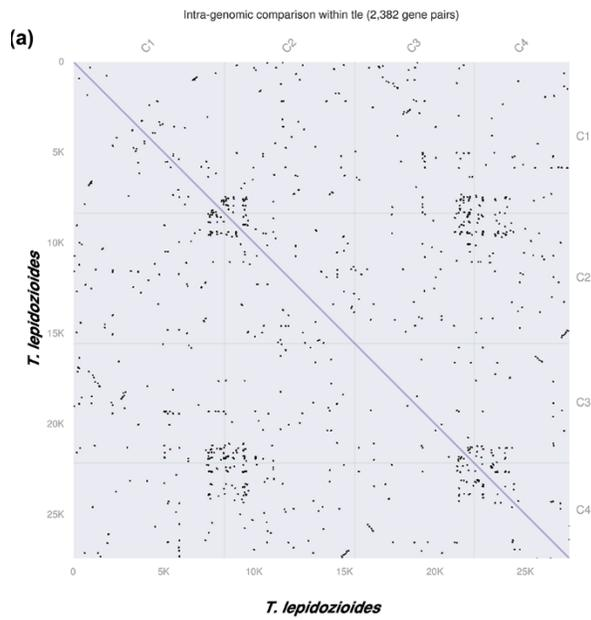 Intra-genomic comparison within tle (2,382 gene pairs)
(a)
C1 C2 C3 C4
0
5K
10K
15K
20K
25K
T. lepidozioides
C1
C2
C3
C4
0 5K 10K 15K 20K 25K
T. lepidozioides